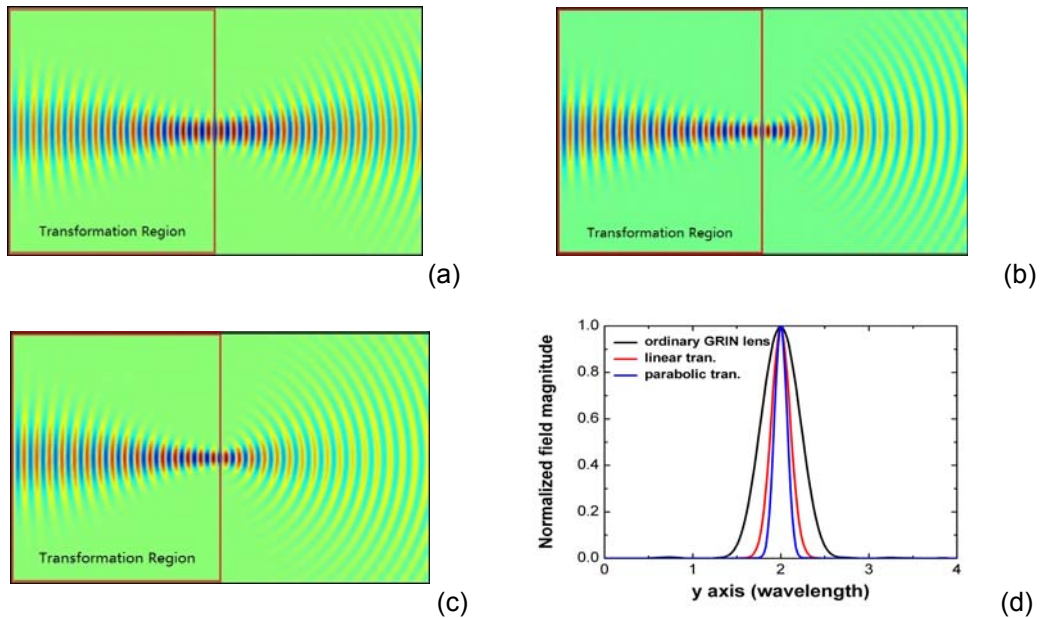 Transformation Region
(a)
Transformation Region
(b)
Transformation Region
(c)
Normalized field magnitude
1.0
0.8
0.6
0.4
0.2
0.0
ordinary GRIN lens
linear tran.
parabolic tran.
0 1 2 3 4
y axis (wavelength)
(d)